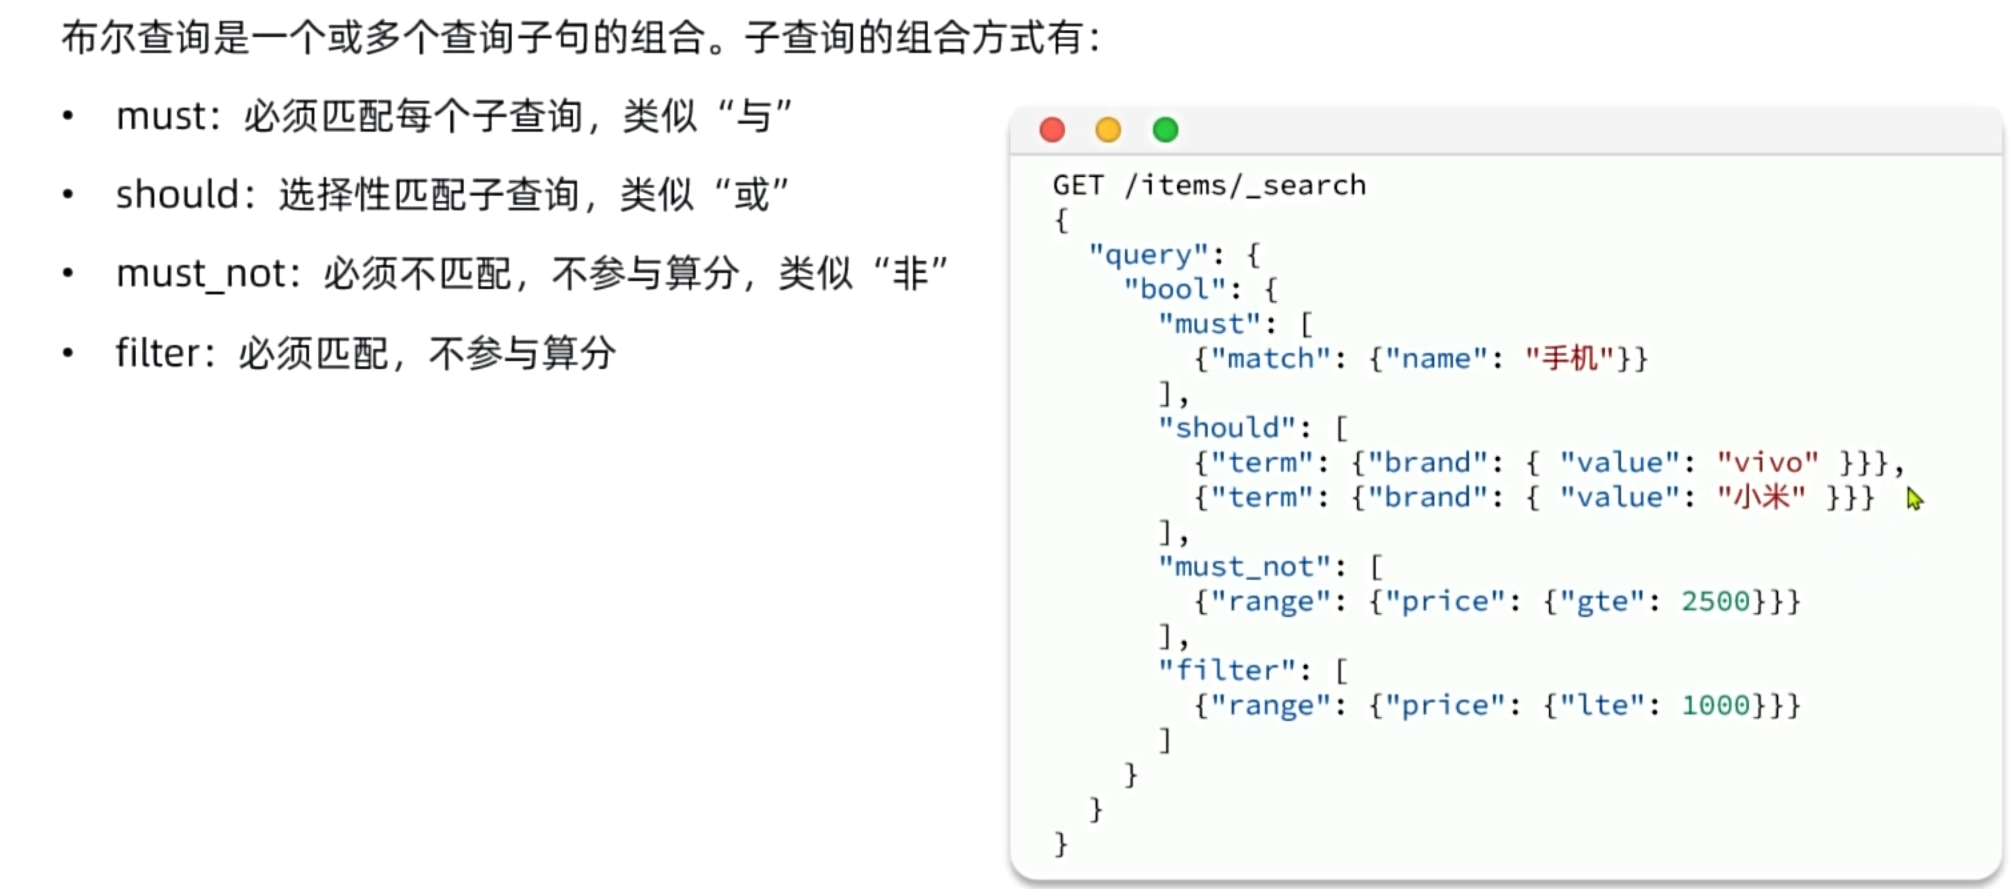 布尔查询是一个或多个查询子句的组合。子查询的组合方式有：
• must：必须匹配每个子查询，类似“与”
• should：选择性匹配子查询，类似“或”
• must_not：必须不匹配，不参与算分，类似“非”
• filter：必须匹配，不参与算分
GET /items/_search
{
  "query": {
    "bool": {
      "must": [
        {"match": {"name": "手机"}}
      ],
      "should": [
        {"term": {"brand": { "value": "vivo" }}},
        {"term": {"brand": { "value": "小米" }}}
      ],
      "must_not": [
        {"range": {"price": {"gte": 2500}}}
      ],
      "filter": [
        {"range": {"price": {"lte": 1000}}}
      ]
    }
  }
}